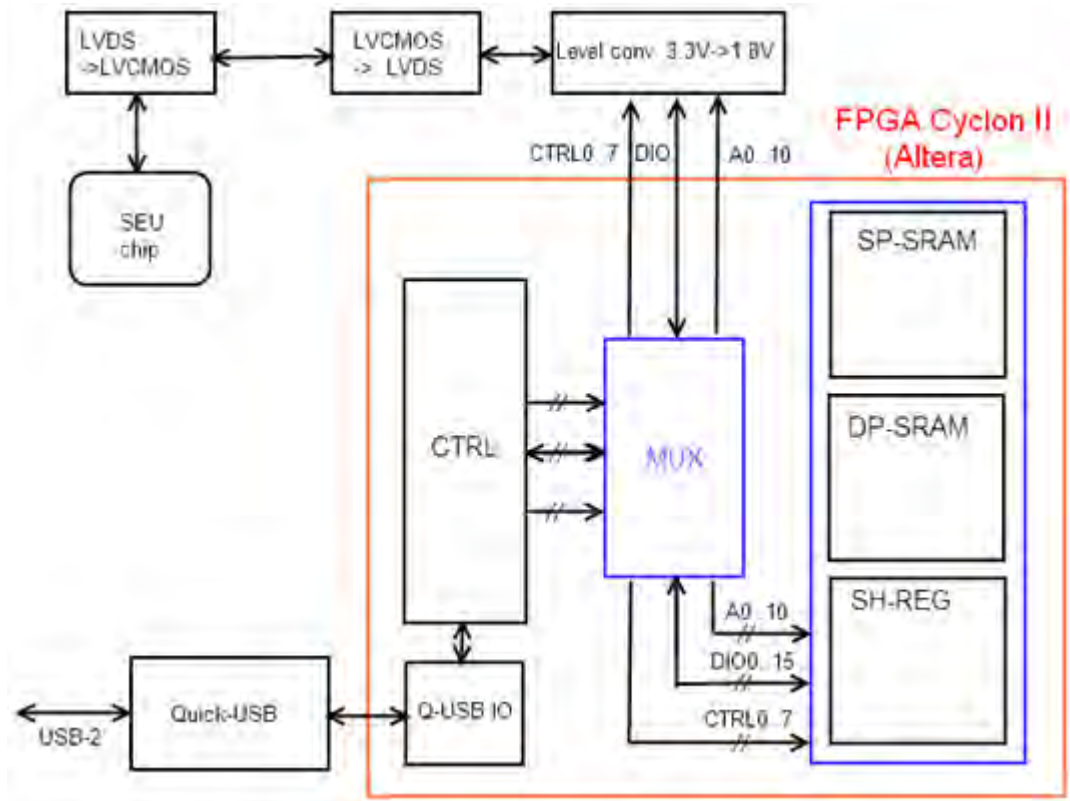 LVDS
->LVCMOS
LVCMOS
-> LVDS
Level conv. 3.3V->1.8V
FPGA Cyclon II
(Altera)
CTRL0..7
DIO
A0..10
SEU
chip
SP-SRAM
CTRL
MUX
DP-SRAM
SH-REG
A0..10
DIO0..15
CTRL0..7
Quick-USB
Q-USB IO
USB-2